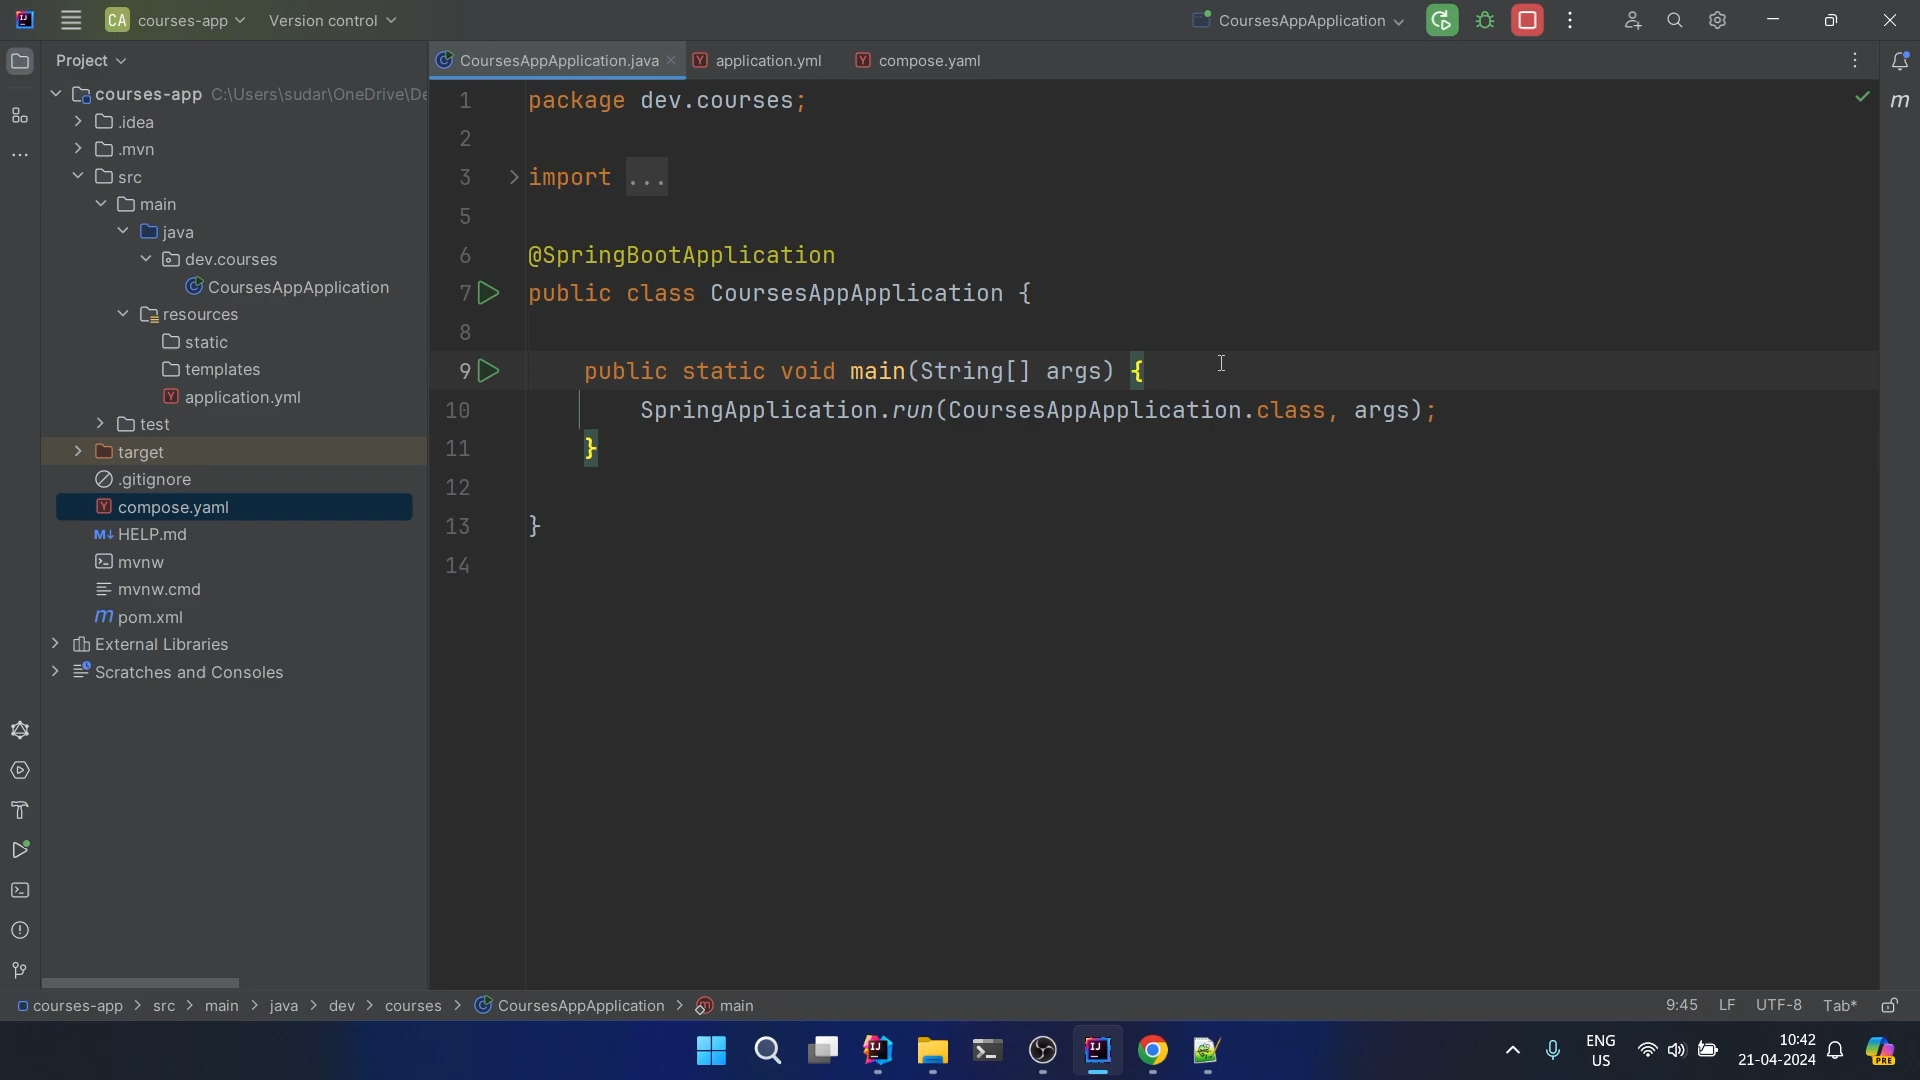 CA courses-app Version control CoursesAppApplication
Project
CoursesAppApplication.java application.yml compose.yaml
courses-app C:\Users\sudar\OneDrive\De
.idea
.mvn
src
main
java
dev.courses
CoursesAppApplication
resources
static
templates
application.yml
test
target
.gitignore
compose.yaml
M↓ HELP.md
mvnw
mvnw.cmd
m pom.xml
External Libraries
Scratches and Consoles
1 package dev.courses;
2
3 import ...
5
6 @SpringBootApplication
7 public class CoursesAppApplication {
8
9 public static void main(String[] args) {
10 SpringApplication.run(CoursesAppApplication.class, args);
11 }
12
13 }
14
m
courses-app > src > main > java > dev > courses > CoursesAppApplication > main
9:45 LF UTF-8 Tab*
ENG
US
10:42
21-04-2024
PRE